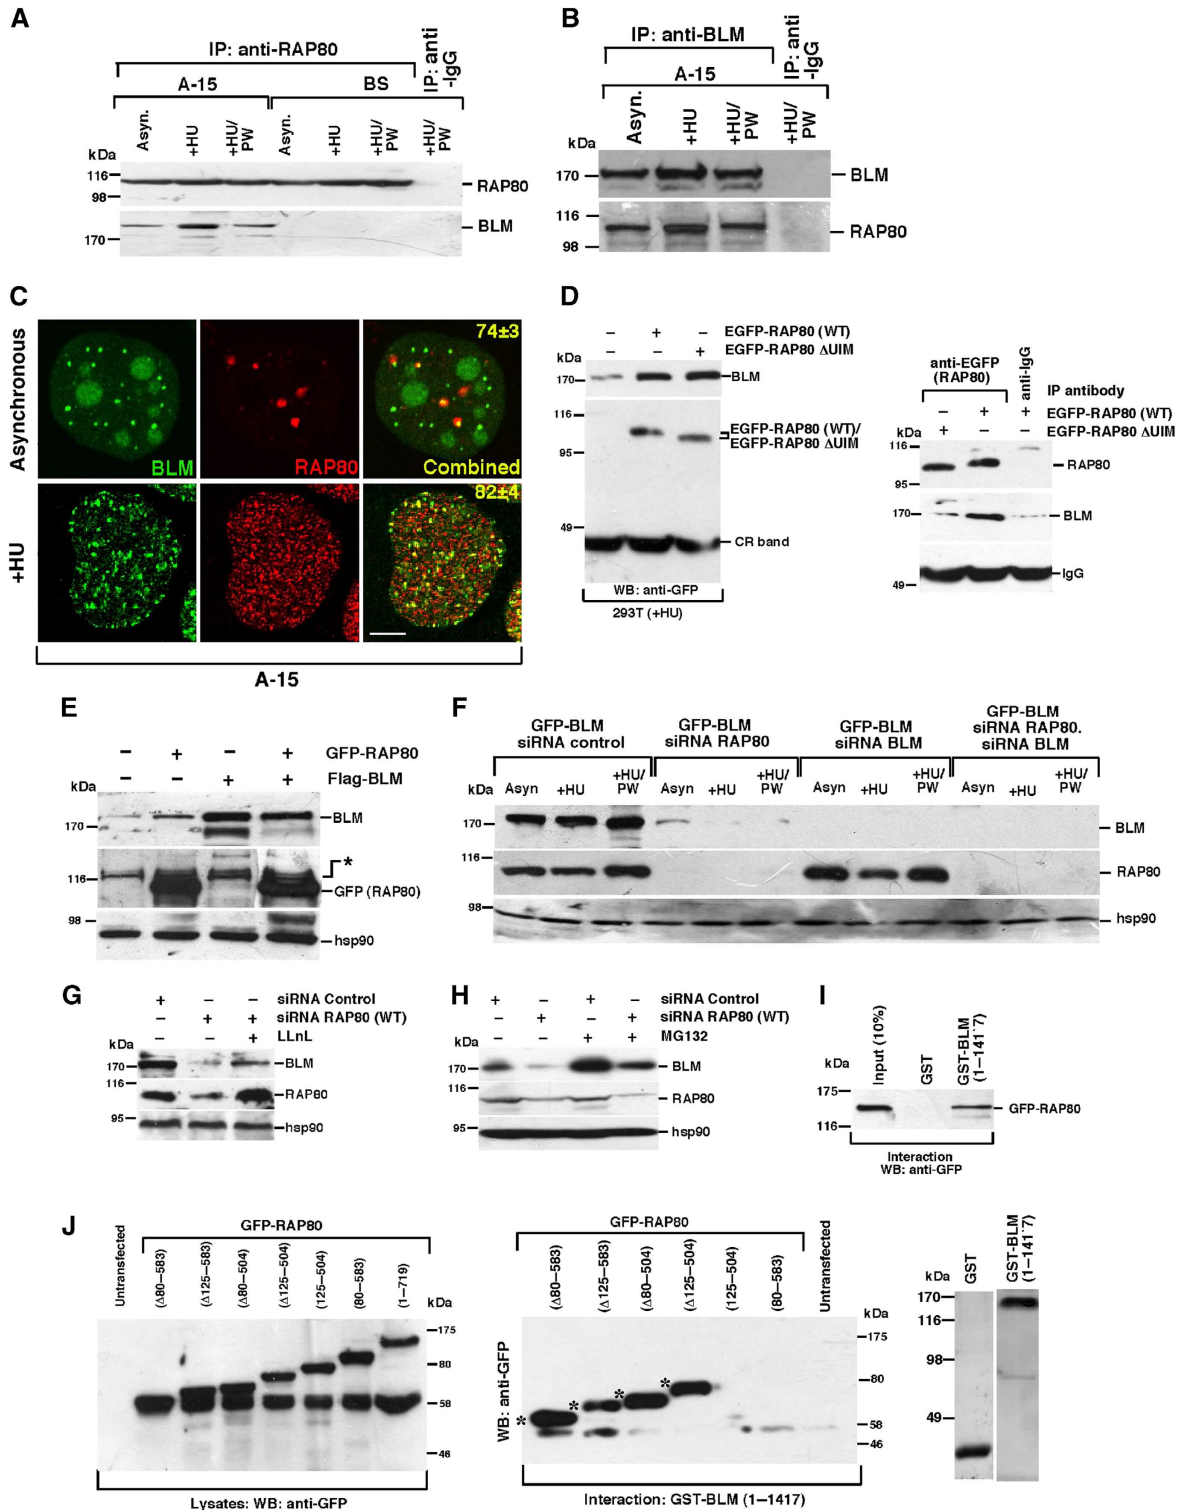 A
IP: anti-RAP80
IP: anti
-IgG
A-15
BS
Asyn.
+HU
+HU/
PW
Asyn.
+HU
+HU/
PW
+HU/
PW
kDa
116
98
RAP80
170
BLM
B
IP: anti-BLM
IP: anti
-IgG
A-15
Asyn.
+HU
+HU/
PW
+HU/
PW
kDa
170
BLM
116
98
RAP80
C
Asynchronous
BLM
RAP80
74±3
Combined
+HU
82±4
A-15
D
– + – EGFP-RAP80 (WT)
– – + EGFP-RAP80 ΔUIM
kDa
170
BLM
116
EGFP-RAP80 (WT)/
EGFP-RAP80 ΔUIM
95
49
CR band
WB: anti-GFP
293T (+HU)
anti-EGFP
(RAP80)
anti-IgG
IP antibody
– + + EGFP-RAP80 (WT)
+ – – EGFP-RAP80 ΔUIM
kDa
116
RAP80
95
170
BLM
IgG
49
E
– + – + GFP-RAP80
– – + + Flag-BLM
kDa
BLM
170
*
116
GFP (RAP80)
98
hsp90
F
GFP-BLM
siRNA control
GFP-BLM
siRNA RAP80
GFP-BLM
siRNA BLM
GFP-BLM
siRNA RAP80.
siRNA BLM
Asyn +HU +HU/
PW
Asyn +HU +HU/
PW
Asyn +HU +HU/
PW
Asyn +HU +HU/
PW
kDa
170
BLM
116
RAP80
98
hsp90
G
+ – – siRNA Control
– + + siRNA RAP80 (WT)
– – + LLnL
kDa
170
BLM
116
RAP80
95
hsp90
H
+ – + – siRNA Control
– + – + siRNA RAP80 (WT)
– – + + MG132
kDa
170
BLM
116
RAP80
95
hsp90
I
Input (10%)
GST
GST-BLM
(1–141`7)
kDa
175
GFP-RAP80
116
Interaction
WB: anti-GFP
J
Untransfected
GFP-RAP80
(Δ80–583)
(Δ125–583)
(Δ80–504)
(Δ125–504)
(125–504)
(80–583)
(1–719)
kDa
175
80
58
46
Lysates: WB: anti-GFP
GFP-RAP80
(Δ80–583)
(Δ125–583)
(Δ80–504)
(Δ125–504)
(125–504)
(80–583)
Untransfected
kDa
175
80
58
46
WB: anti-GFP
*
*
*
*
Interaction: GST-BLM (1–1417)
GST
GST-BLM
(1–141`7)
kDa
170
116
98
49